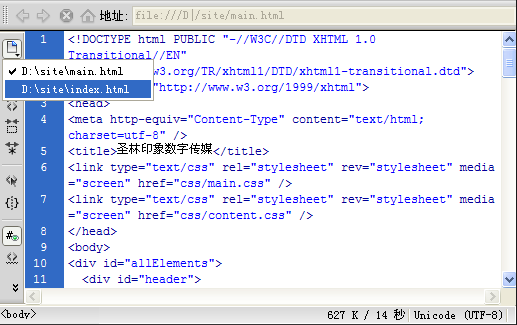 地址: file:///D|/site/main.html
1 <!DOCTYPE html PUBLIC "-//W3C//DTD XHTML 1.0
Transitional//EN"
w3.org/TR/xhtml1/DTD/xhtml1-transitional.dtd">
D:\site\main.html
"http://www.w3.org/1999/xhtml">
D:\site\index.html
3 <head>
4 <meta http-equiv="Content-Type" content="text/html;
charset=utf-8" />
5 <title>圣林印象数字传媒</title>
6 <link type="text/css" rel="stylesheet" rev="stylesheet" media
="screen" href="css/main.css" />
7 <link type="text/css" rel="stylesheet" rev="stylesheet" media
="screen" href="css/content.css" />
8 </head>
9 <body>
10 <div id="allElements">
11 <div id="header">
<body> 627 K / 14 秒 Unicode (UTF-8)